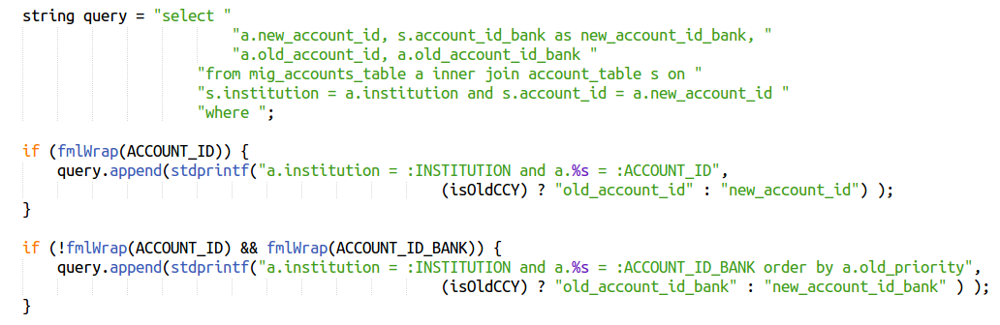 string query = "select "
"a.new_account_id, s.account_id_bank as new_account_id_bank, "
"a.old_account_id, a.old_account_id_bank "
"from mig_accounts_table a inner join account_table s on "
"s.institution = a.institution and s.account_id = a.new_account_id "
"where ";
if (fmlWrap(ACCOUNT_ID)) {
query.append(stdprintf("a.institution = :INSTITUTION and a.%s = :ACCOUNT_ID",
(isOldCCY) ? "old_account_id" : "new_account_id") );
}
if (!fmlWrap(ACCOUNT_ID) && fmlWrap(ACCOUNT_ID_BANK)) {
query.append(stdprintf("a.institution = :INSTITUTION and a.%s = :ACCOUNT_ID_BANK order by a.old_priority",
(isOldCCY) ? "old_account_id_bank" : "new_account_id_bank" ) );
}